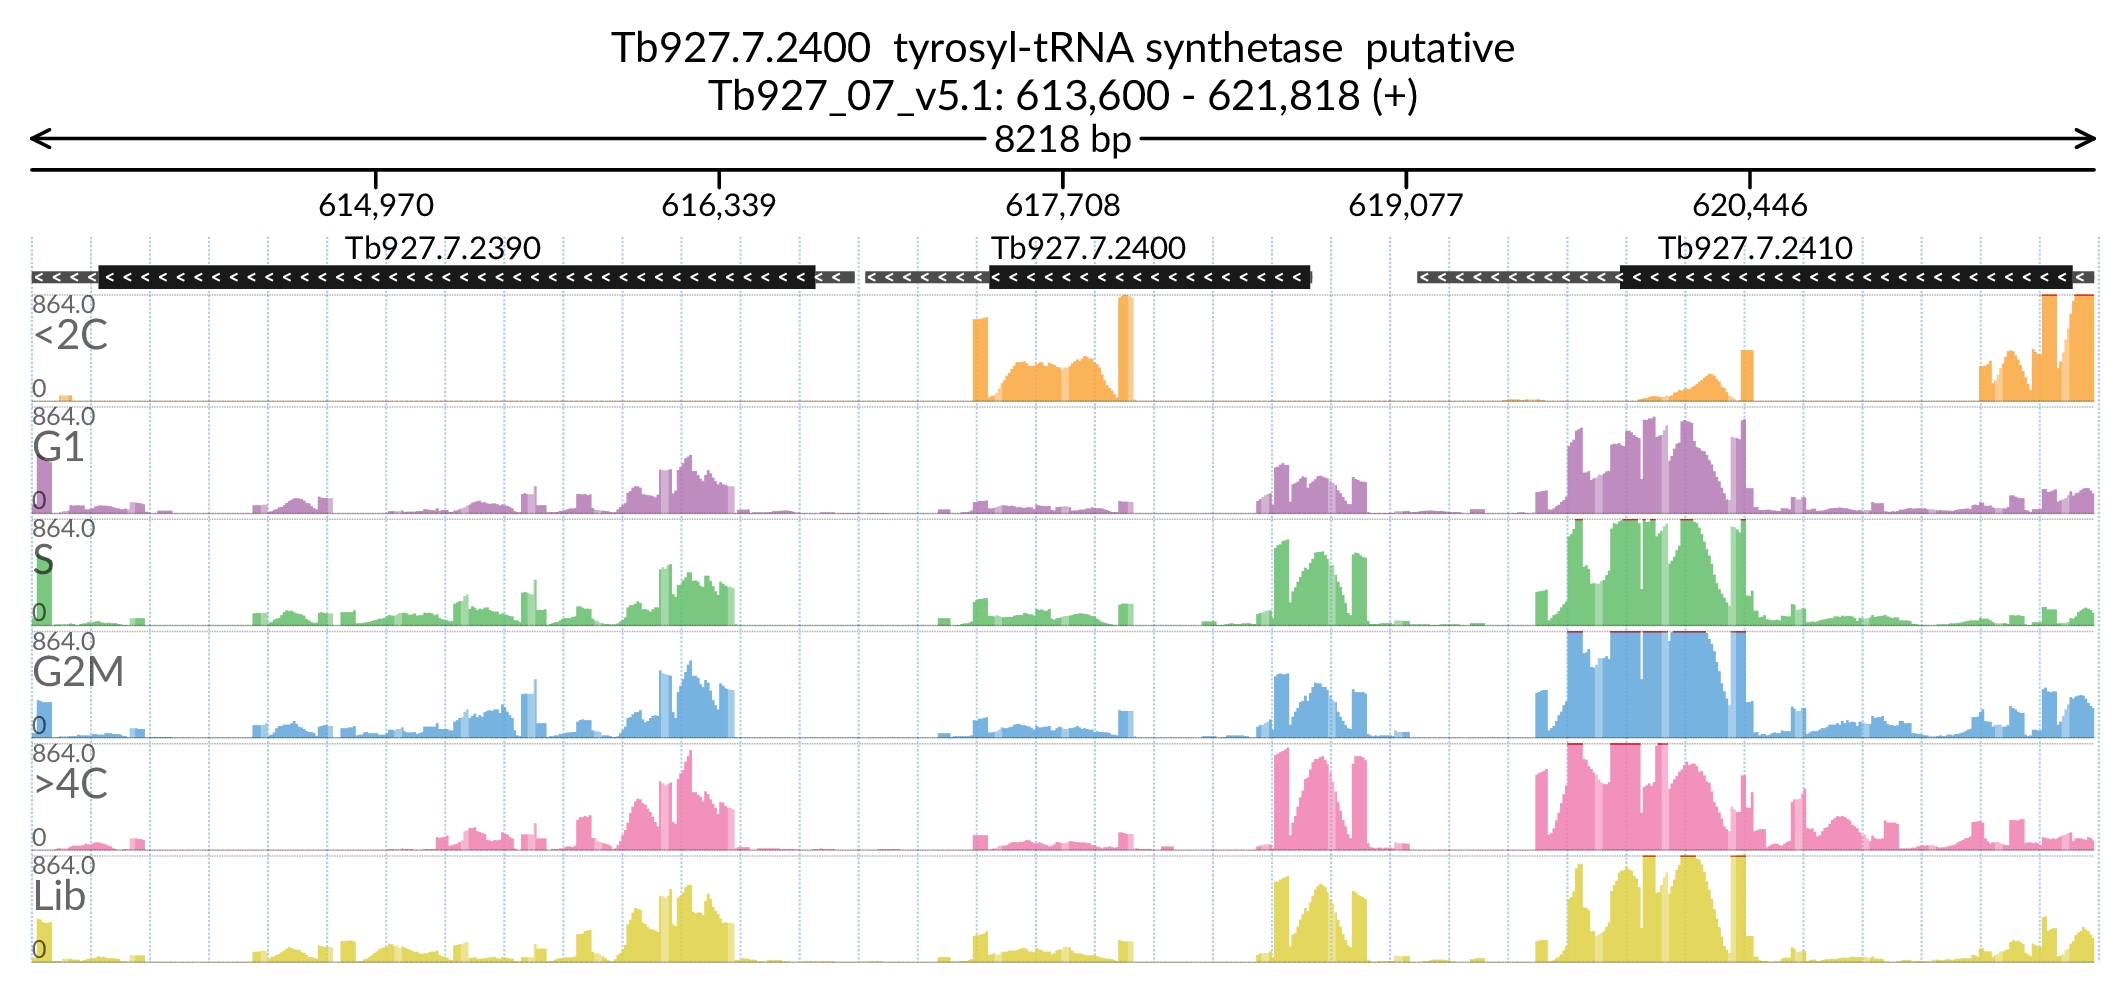 Tb927.7.2400 tyrosyl-tRNA synthetase putative
Tb927_07_v5.1: 613,600 - 621,818 (+)
8218 bp
614,970 616,339 617,708 619,077 620,446
Tb927.7.2390 Tb927.7.2400 Tb927.7.2410
864.0
<2C
0
864.0
G1
0
864.0
S
0
864.0
G2M
0
864.0
>4C
0
864.0
Lib
0